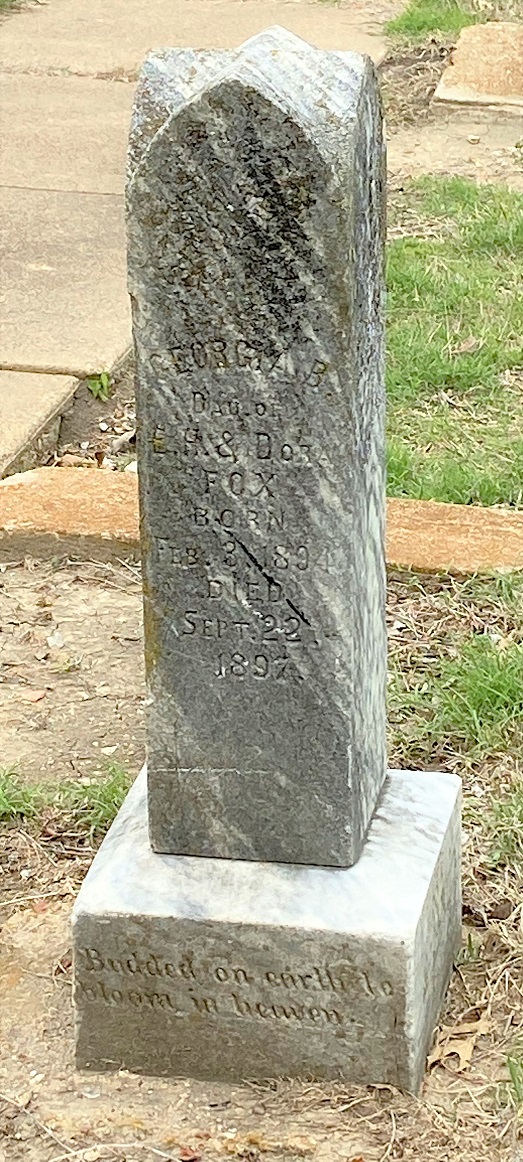 GEORGIA B.
DAU. OF
E. H. & DORA
FOX
BORN
FEB. 3, 1894
DIED
SEPT. 22,
1897.
Budded on earth to
bloom in heaven.